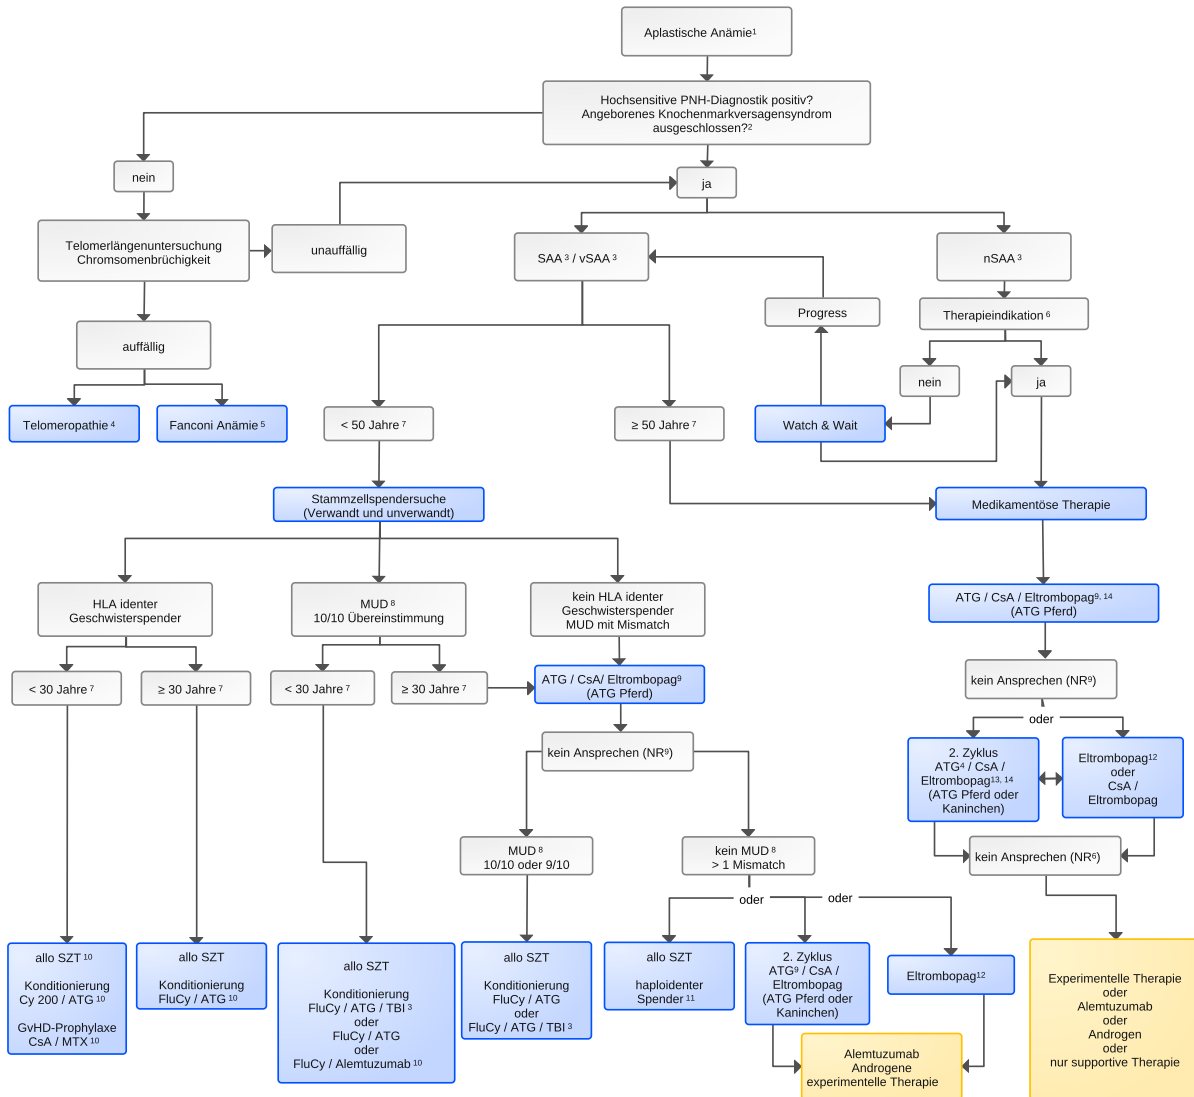 Aplastische Anämie¹
Hochsensitive PNH-Diagnostik positiv?
Angeborenes Knochenmarkversagensyndrom
ausgeschlossen?²
nein
ja
Telomerlängenuntersuchung
Chromsomenbrüchigkeit
unauffällig
SAA ³ / vSAA ³
nSAA ³
Progress
Therapieindikation ⁶
auffällig
nein
ja
Telomeropathie ⁴
Fanconi Anämie ⁵
< 50 Jahre ⁷
≥ 50 Jahre ⁷
Watch & Wait
Stammzellspendersuche
(Verwandt und unverwandt)
Medikamentöse Therapie
HLA identer
Geschwisterspender
MUD ⁸
10/10 Übereinstimmung
kein HLA identer
Geschwisterspender
MUD mit Mismatch
ATG / CsA / Eltrombopag⁹, ¹⁴
(ATG Pferd)
< 30 Jahre ⁷
≥ 30 Jahre ⁷
< 30 Jahre ⁷
≥ 30 Jahre ⁷
ATG / CsA/ Eltrombopag⁹
(ATG Pferd)
kein Ansprechen (NR⁹)
oder
kein Ansprechen (NR⁹)
2. Zyklus
ATG⁴ / CsA /
Eltrombopag¹³, ¹⁴
(ATG Pferd oder
Kaninchen)
Eltrombopag¹²
oder
CsA /
Eltrombopag
MUD ⁸
10/10 oder 9/10
kein MUD ⁸
> 1 Mismatch
kein Ansprechen (NR⁶)
oder
oder
allo SZT ¹⁰
Konditionierung
Cy 200 / ATG ¹⁰
GvHD-Prophylaxe
CsA / MTX ¹⁰
allo SZT
Konditionierung
FluCy / ATG ¹⁰
allo SZT
Konditionierung
FluCy / ATG / TBI ³
oder
FluCy / ATG
oder
FluCy / Alemtuzumab ¹⁰
allo SZT
Konditionierung
FluCy / ATG
oder
FluCy / ATG / TBI ³
allo SZT
haploidenter
Spender ¹¹
2. Zyklus
ATG⁹ / CsA /
Eltrombopag
(ATG Pferd oder
Kaninchen)
Eltrombopag¹²
Alemtuzumab
Androgene
experimentelle Therapie
Experimentelle Therapie
oder
Alemtuzumab
oder
Androgen
oder
nur supportive Therapie